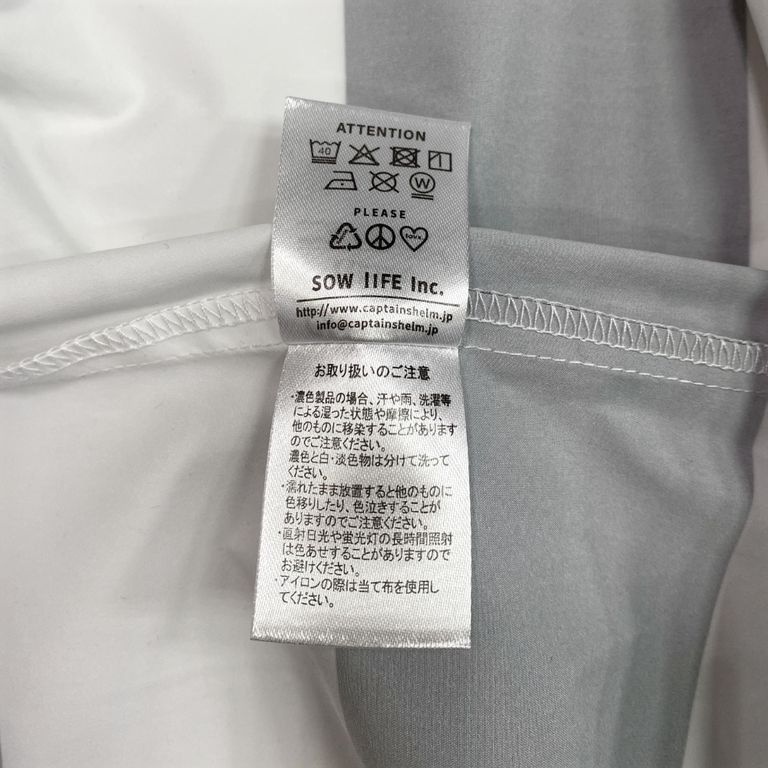 ATTENTION
40
W
PLEASE
love
SOW LIFE Inc.
http://www.captainshelm.jp
info@captainshelm.jp
お取り扱いのご注意
・濃色製品の場合、汗や雨、洗濯等
による湿った状態や摩擦により、
他のものに移染することがあります
のでご注意ください。
濃色と白・淡色物は分けて洗って
ください。
・濡れたまま放置すると他のものに
色移りしたり、色泣きすることが
ありますのでご注意ください。
・直射日光や蛍光灯の長時間照射
は色あせすることがありますので
お避けください。
・アイロンの際は当て布を使用し
てください。